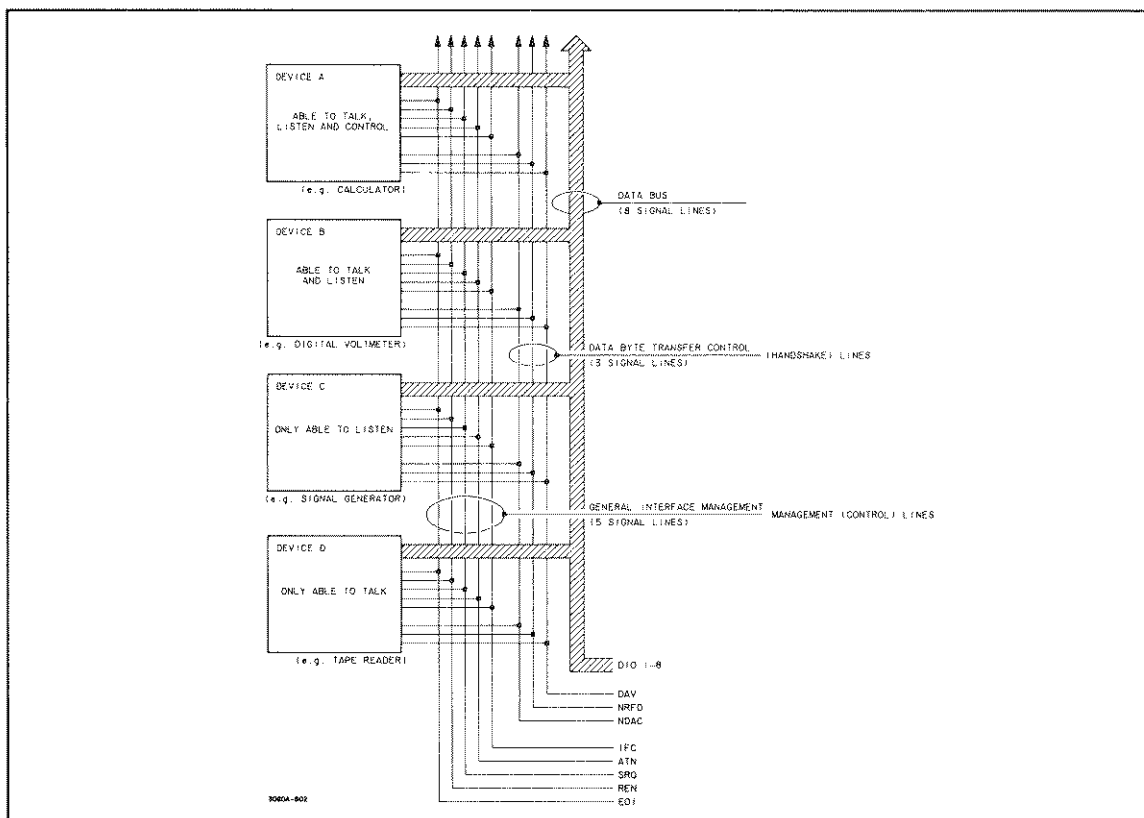 DEVICE A
ABLE TO TALK,
LISTEN AND CONTROL
(e.g. CALCULATOR)
DATA BUS
(8 SIGNAL LINES)
DEVICE B
ABLE TO TALK
AND LISTEN
(e.g. DIGITAL VOLTMETER)
DATA BYTE TRANSFER CONTROL
(3 SIGNAL LINES)
(HANDSHAKE) LINES
DEVICE C
ONLY ABLE TO LISTEN
(e.g. SIGNAL GENERATOR)
GENERAL INTERFACE MANAGEMENT
(5 SIGNAL LINES)
MANAGEMENT (CONTROL) LINES
DEVICE D
ONLY ABLE TO TALK
(e.g. TAPE READER)
DIO 1-8
DAV
NRFD
NDAC
IFC
ATN
SRQ
REN
EOI